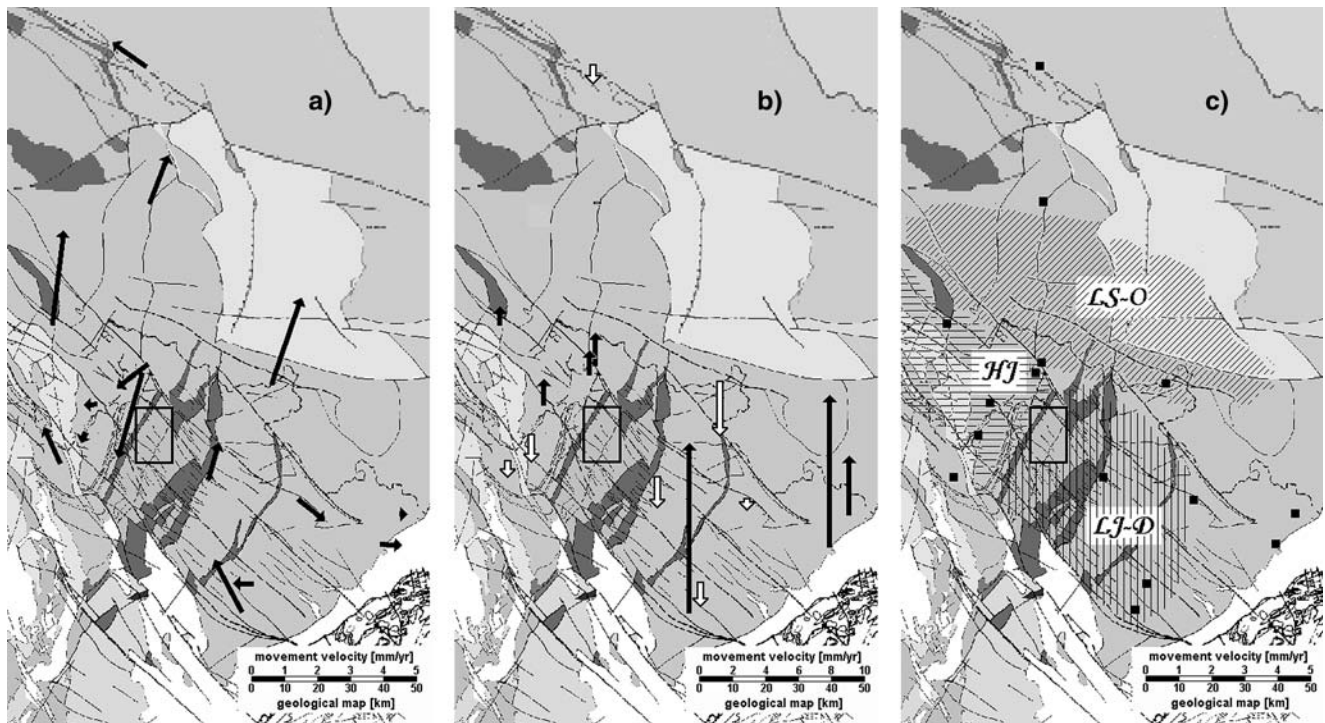 a)
movement velocity [mm/yr]
0 1 2 3 4 5
0 10 20 30 40 50
geological map [km]
b)
movement velocity [mm/yr]
0 2 4 6 8 10
0 10 20 30 40 50
geological map [km]
c)
LS-O
HJ
LJ-D
movement velocity [mm/yr]
0 1 2 3 4 5
0 10 20 30 40 50
geological map [km]